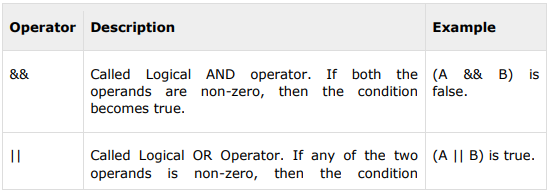 Operator Description Example
&& Called Logical AND operator. If both the (A && B) is
operands are non-zero, then the condition false.
becomes true.
|| Called Logical OR Operator. If any of the two (A || B) is true.
operands is non-zero, then the condition